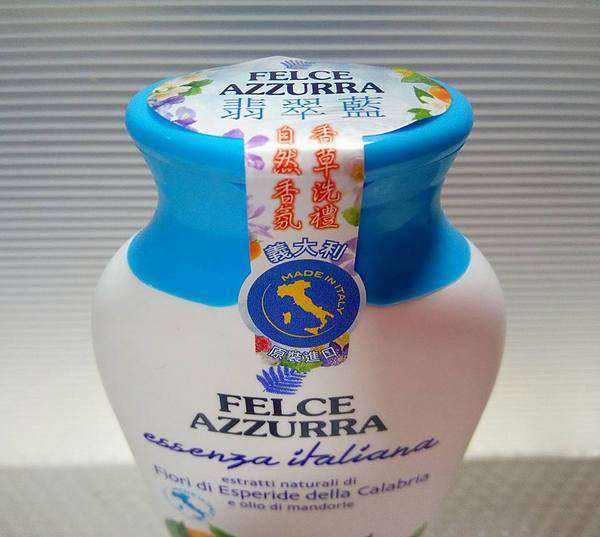 FELCE
AZZURRA
翡翠藍
香草洗禮
自然香氛
義大利
MADE IN ITALY
原裝進口
FELCE
AZZURRA
essenza italiana
estratti naturali di
Fiori di Esperide della Calabria
e olio di mandorle